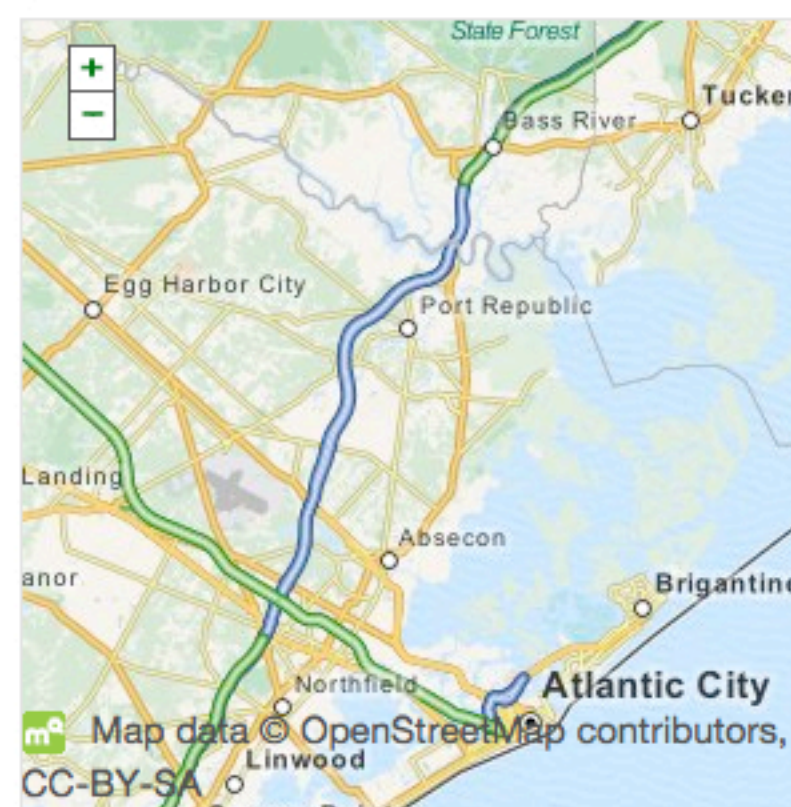 State Forest
+
Tucker
−
Bass River
Egg Harbor City
Port Republic
Landing
Absecon
anor
Brigantine
Northfield
Atlantic City
mq Map data © OpenStreetMap contributors,
Linwood
CC-BY-SA